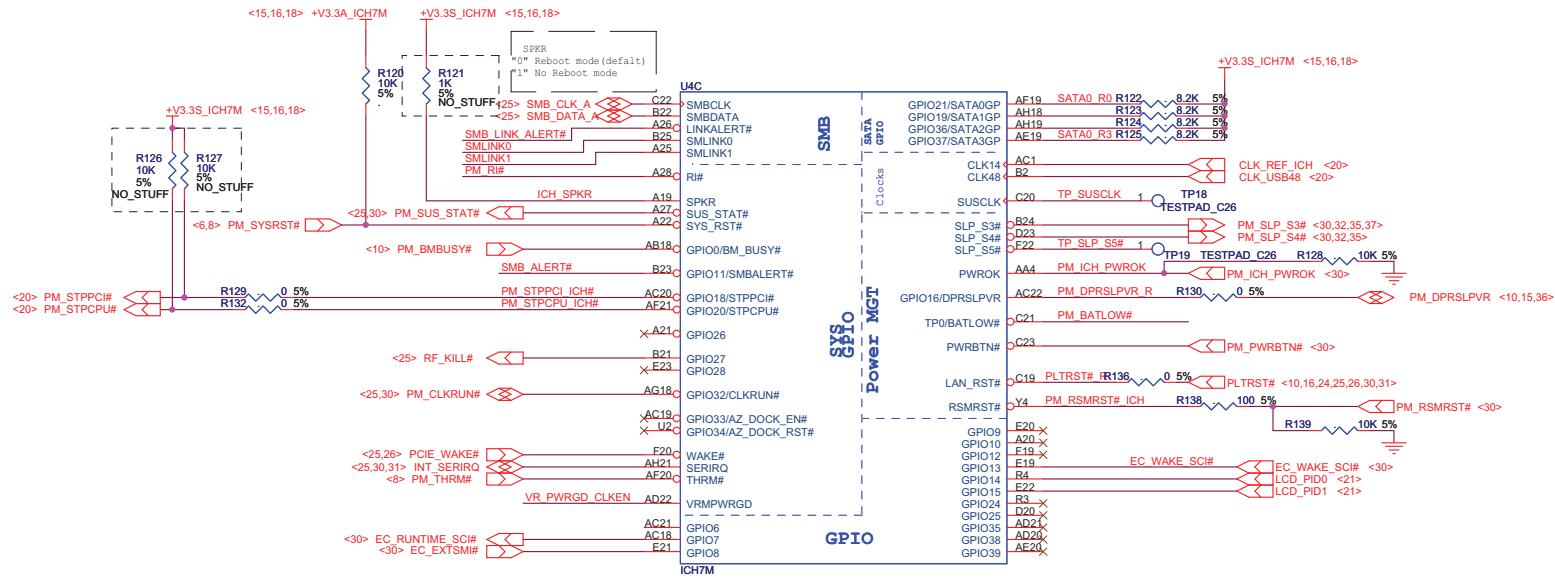 <15,16,18> +V3.3A_ICH7M
+V3.3S_ICH7M <15,16,18>
SPKR
"0" Reboot mode(defalt)
"1" No Reboot mode
R120
10K
5%
R121
1K
5%
NO_STUFF
+V3.3S_ICH7M <15,16,18>
R126
10K
5%
NO_STUFF
R127
10K
5%
NO_STUFF
+V3.3S_ICH7M <15,16,18>
U4C
<25> SMB_CLK_A C22 SMBCLK
<25> SMB_DATA_A B22 SMBDATA
A26 LINKALERT#
SMB_LINK_ALERT# B25 SMLINK0
SMLINK0 A25 SMLINK1
SMLINK1
PM_RI# A28 RI#
ICH_SPKR A19 SPKR
<25,30> PM_SUS_STAT# A27 SUS_STAT#
<6,8> PM_SYSRST# A22 SYS_RST#
<10> PM_BMBUSY# AB18 GPIO0/BM_BUSY#
SMB_ALERT# B23 GPIO11/SMBALERT#
<20> PM_STPPCI# R129 0 5% PM_STPPCI_ICH# AC20 GPIO18/STPPCI#
<20> PM_STPCPU# R132 0 5% PM_STPCPU_ICH# AF21 GPIO20/STPCPU#
A21 GPIO26
<25> RF_KILL# B21 GPIO27
E23 GPIO28
<25,30> PM_CLKRUN# AG18 GPIO32/CLKRUN#
AC19 GPIO33/AZ_DOCK_EN#
U2 GPIO34/AZ_DOCK_RST#
<25,26> PCIE_WAKE# F20 WAKE#
<25,30,31> INT_SERIRQ AH21 SERIRQ
<8> PM_THRM# AF20 THRM#
VR_PWRGD_CLKEN AD22 VRMPWRGD
AC21 GPIO6
<30> EC_RUNTIME_SCI# AC18 GPIO7
<30> EC_EXTSMI# E21 GPIO8
ICH7M
SMB
SATA
GPIO
Clocks
SYS
GPIO
Power MGT
GPIO
GPIO21/SATA0GP AF19 SATA0_R0 R122 8.2K 5%
GPIO19/SATA1GP AH18 R123 8.2K 5%
GPIO36/SATA2GP AH19 R124 8.2K 5%
GPIO37/SATA3GP AE19 SATA0_R3 R125 8.2K 5%
CLK14 AC1 CLK_REF_ICH <20>
CLK48 B2 CLK_USB48 <20>
SUSCLK C20 TP_SUSCLK 1 TP18
TESTPAD_C26
SLP_S3# B24 PM_SLP_S3# <30,32,35,37>
SLP_S4# D23 PM_SLP_S4# <30,32,35>
SLP_S5# F22 TP_SLP_S5# 1
TP19 TESTPAD_C26 R128 10K 5%
PWROK AA4 PM_ICH_PWROK PM_ICH_PWROK <30>
GPIO16/DPRSLPVR AC22 PM_DPRSLPVR_R R130 0 5% PM_DPRSLPVR <10,15,36>
TP0/BATLOW# C21 PM_BATLOW#
PWRBTN# C23 PM_PWRBTN# <30>
LAN_RST# C19 PLTRST#_R R136 0 5% PLTRST# <10,16,24,25,26,30,31>
RSMRST# Y4 PM_RSMRST#_ICH R138 100 5% PM_RSMRST# <30>
R139 10K 5%
GPIO9 E20
GPIO10 A20
GPIO12 F19
GPIO13 E19 EC_WAKE_SCI# EC_WAKE_SCI# <30>
GPIO14 R4 LCD_PID0 <21>
GPIO15 E22 LCD_PID1 <21>
GPIO24 R3
GPIO25 D20
GPIO35 AD21
GPIO38 AD20
GPIO39 AE20